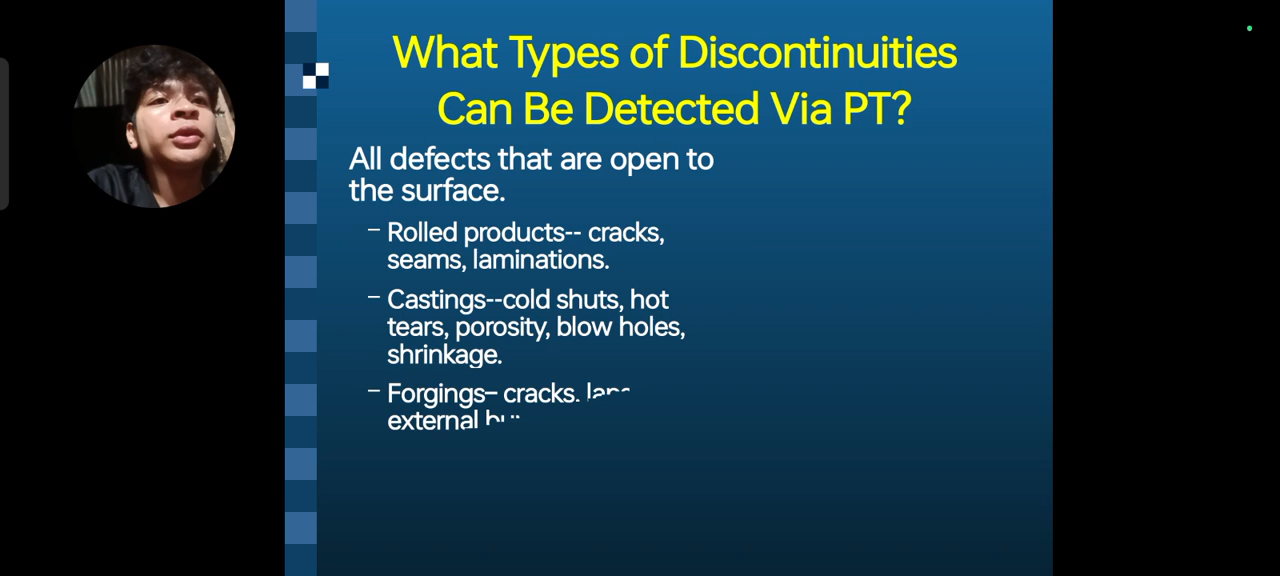 What Types of Discontinuities
Can Be Detected Via PT?
All defects that are open to
the surface.
– Rolled products-- cracks,
seams, laminations.
– Castings--cold shuts, hot
tears, porosity, blow holes,
shrinkage.
– Forgings– cracks,
external